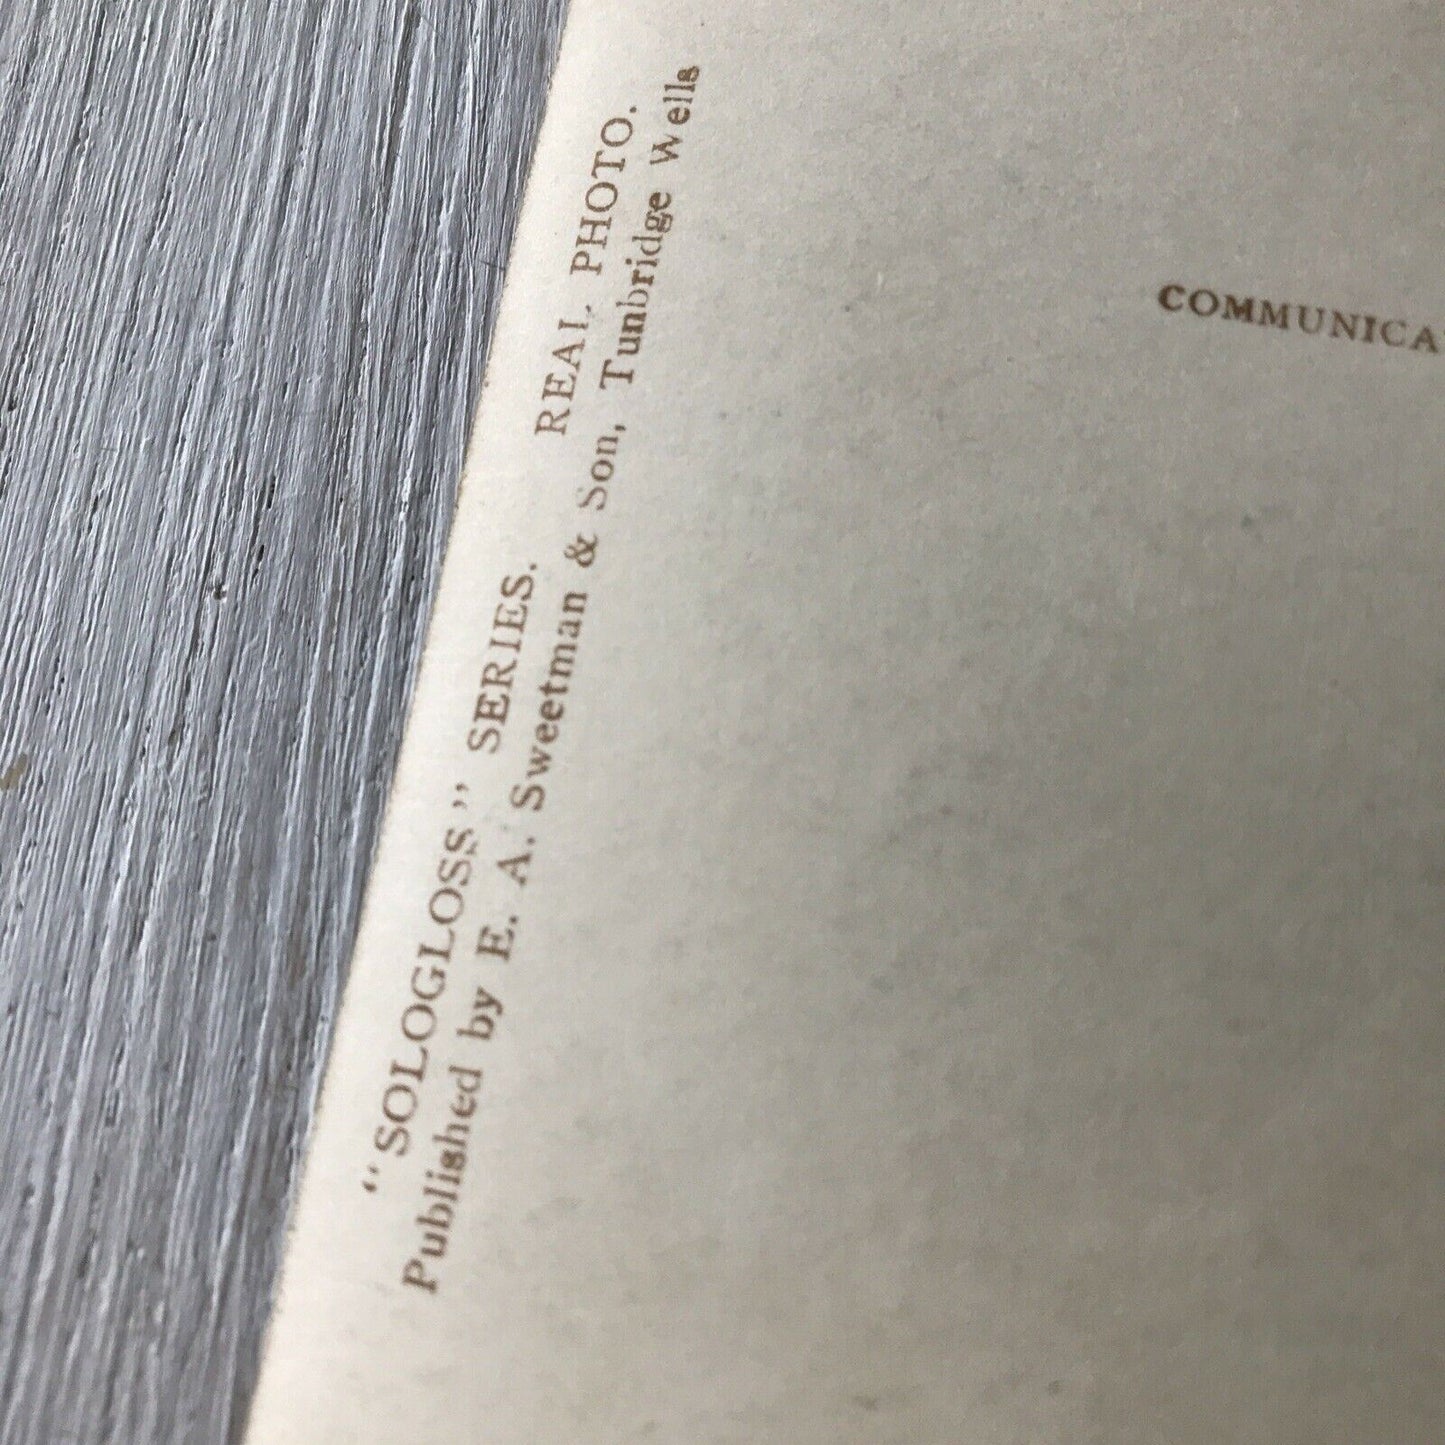 "SOLOGLOSS" SERIES. REAL PHOTO.
Published by E. A. Sweetman & Son, Tunbridge Wells
COMMUNICA